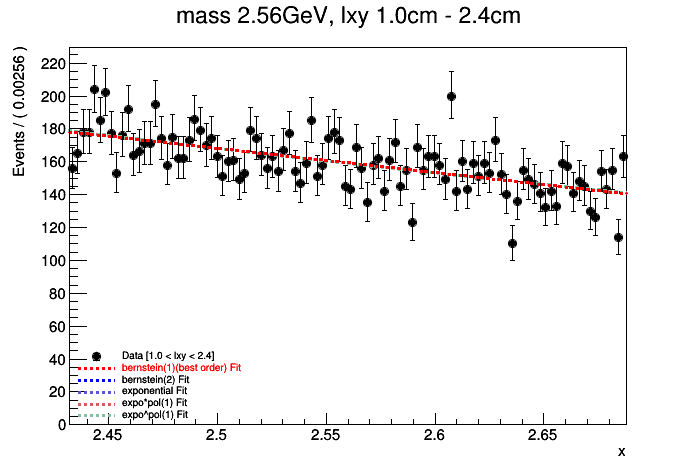 mass 2.56GeV, lxy 1.0cm - 2.4cm
Events / ( 0.00256 )
220
200
180
160
140
120
100
80
60
40
20
0
Data [1.0 < lxy < 2.4]
bernstein(1)(best order) Fit
bernstein(2) Fit
exponential Fit
expo*pol(1) Fit
expo^pol(1) Fit
2.45 2.5 2.55 2.6 2.65
x